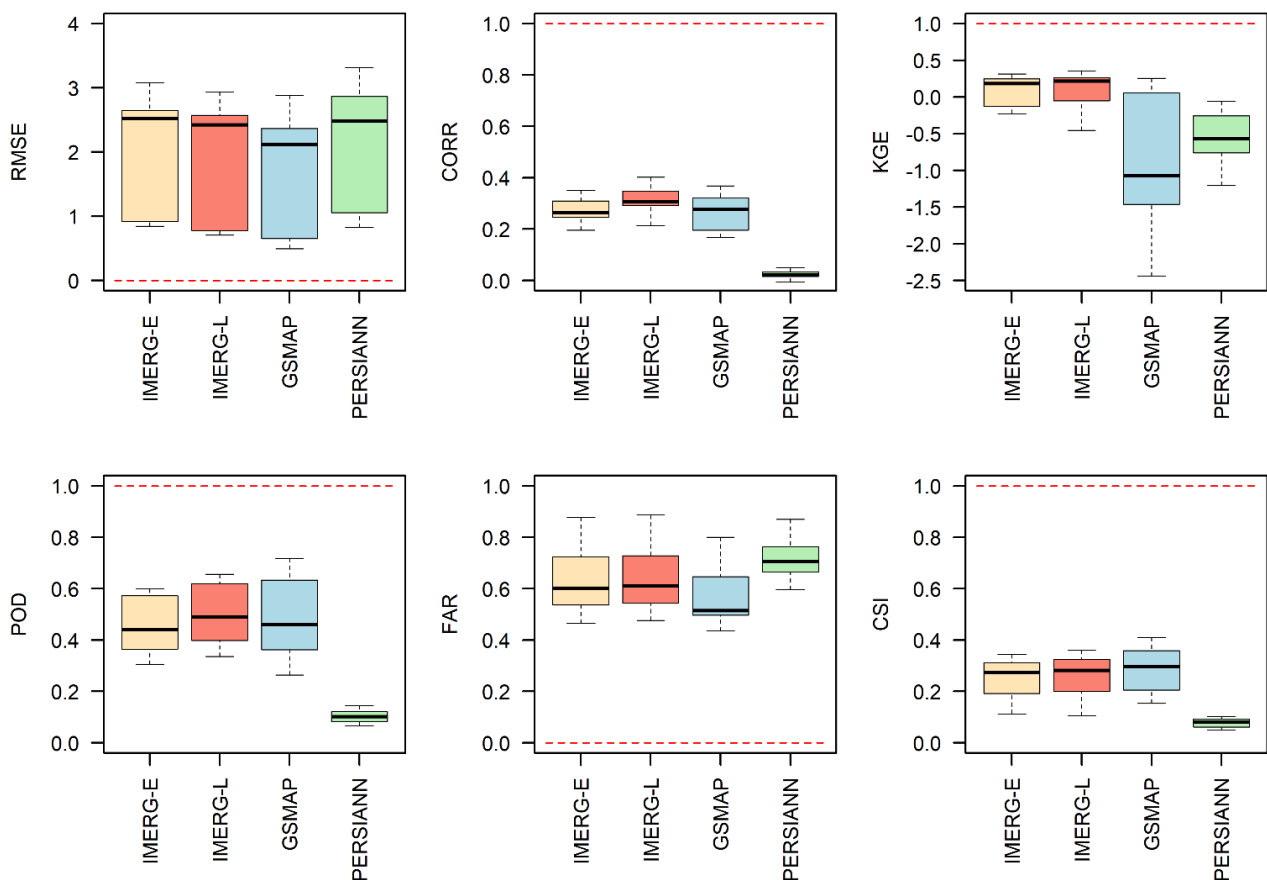 RMSE
4
3
2
1
0
IMERG-E
IMERG-L
GSMAP
PERSIANN
CORR
1.0
0.8
0.6
0.4
0.2
0.0
IMERG-E
IMERG-L
GSMAP
PERSIANN
KGE
1.0
0.5
0.0
-0.5
-1.0
-1.5
-2.0
-2.5
IMERG-E
IMERG-L
GSMAP
PERSIANN
POD
1.0
0.8
0.6
0.4
0.2
0.0
IMERG-E
IMERG-L
GSMAP
PERSIANN
FAR
1.0
0.8
0.6
0.4
0.2
0.0
IMERG-E
IMERG-L
GSMAP
PERSIANN
CSI
1.0
0.8
0.6
0.4
0.2
0.0
IMERG-E
IMERG-L
GSMAP
PERSIANN